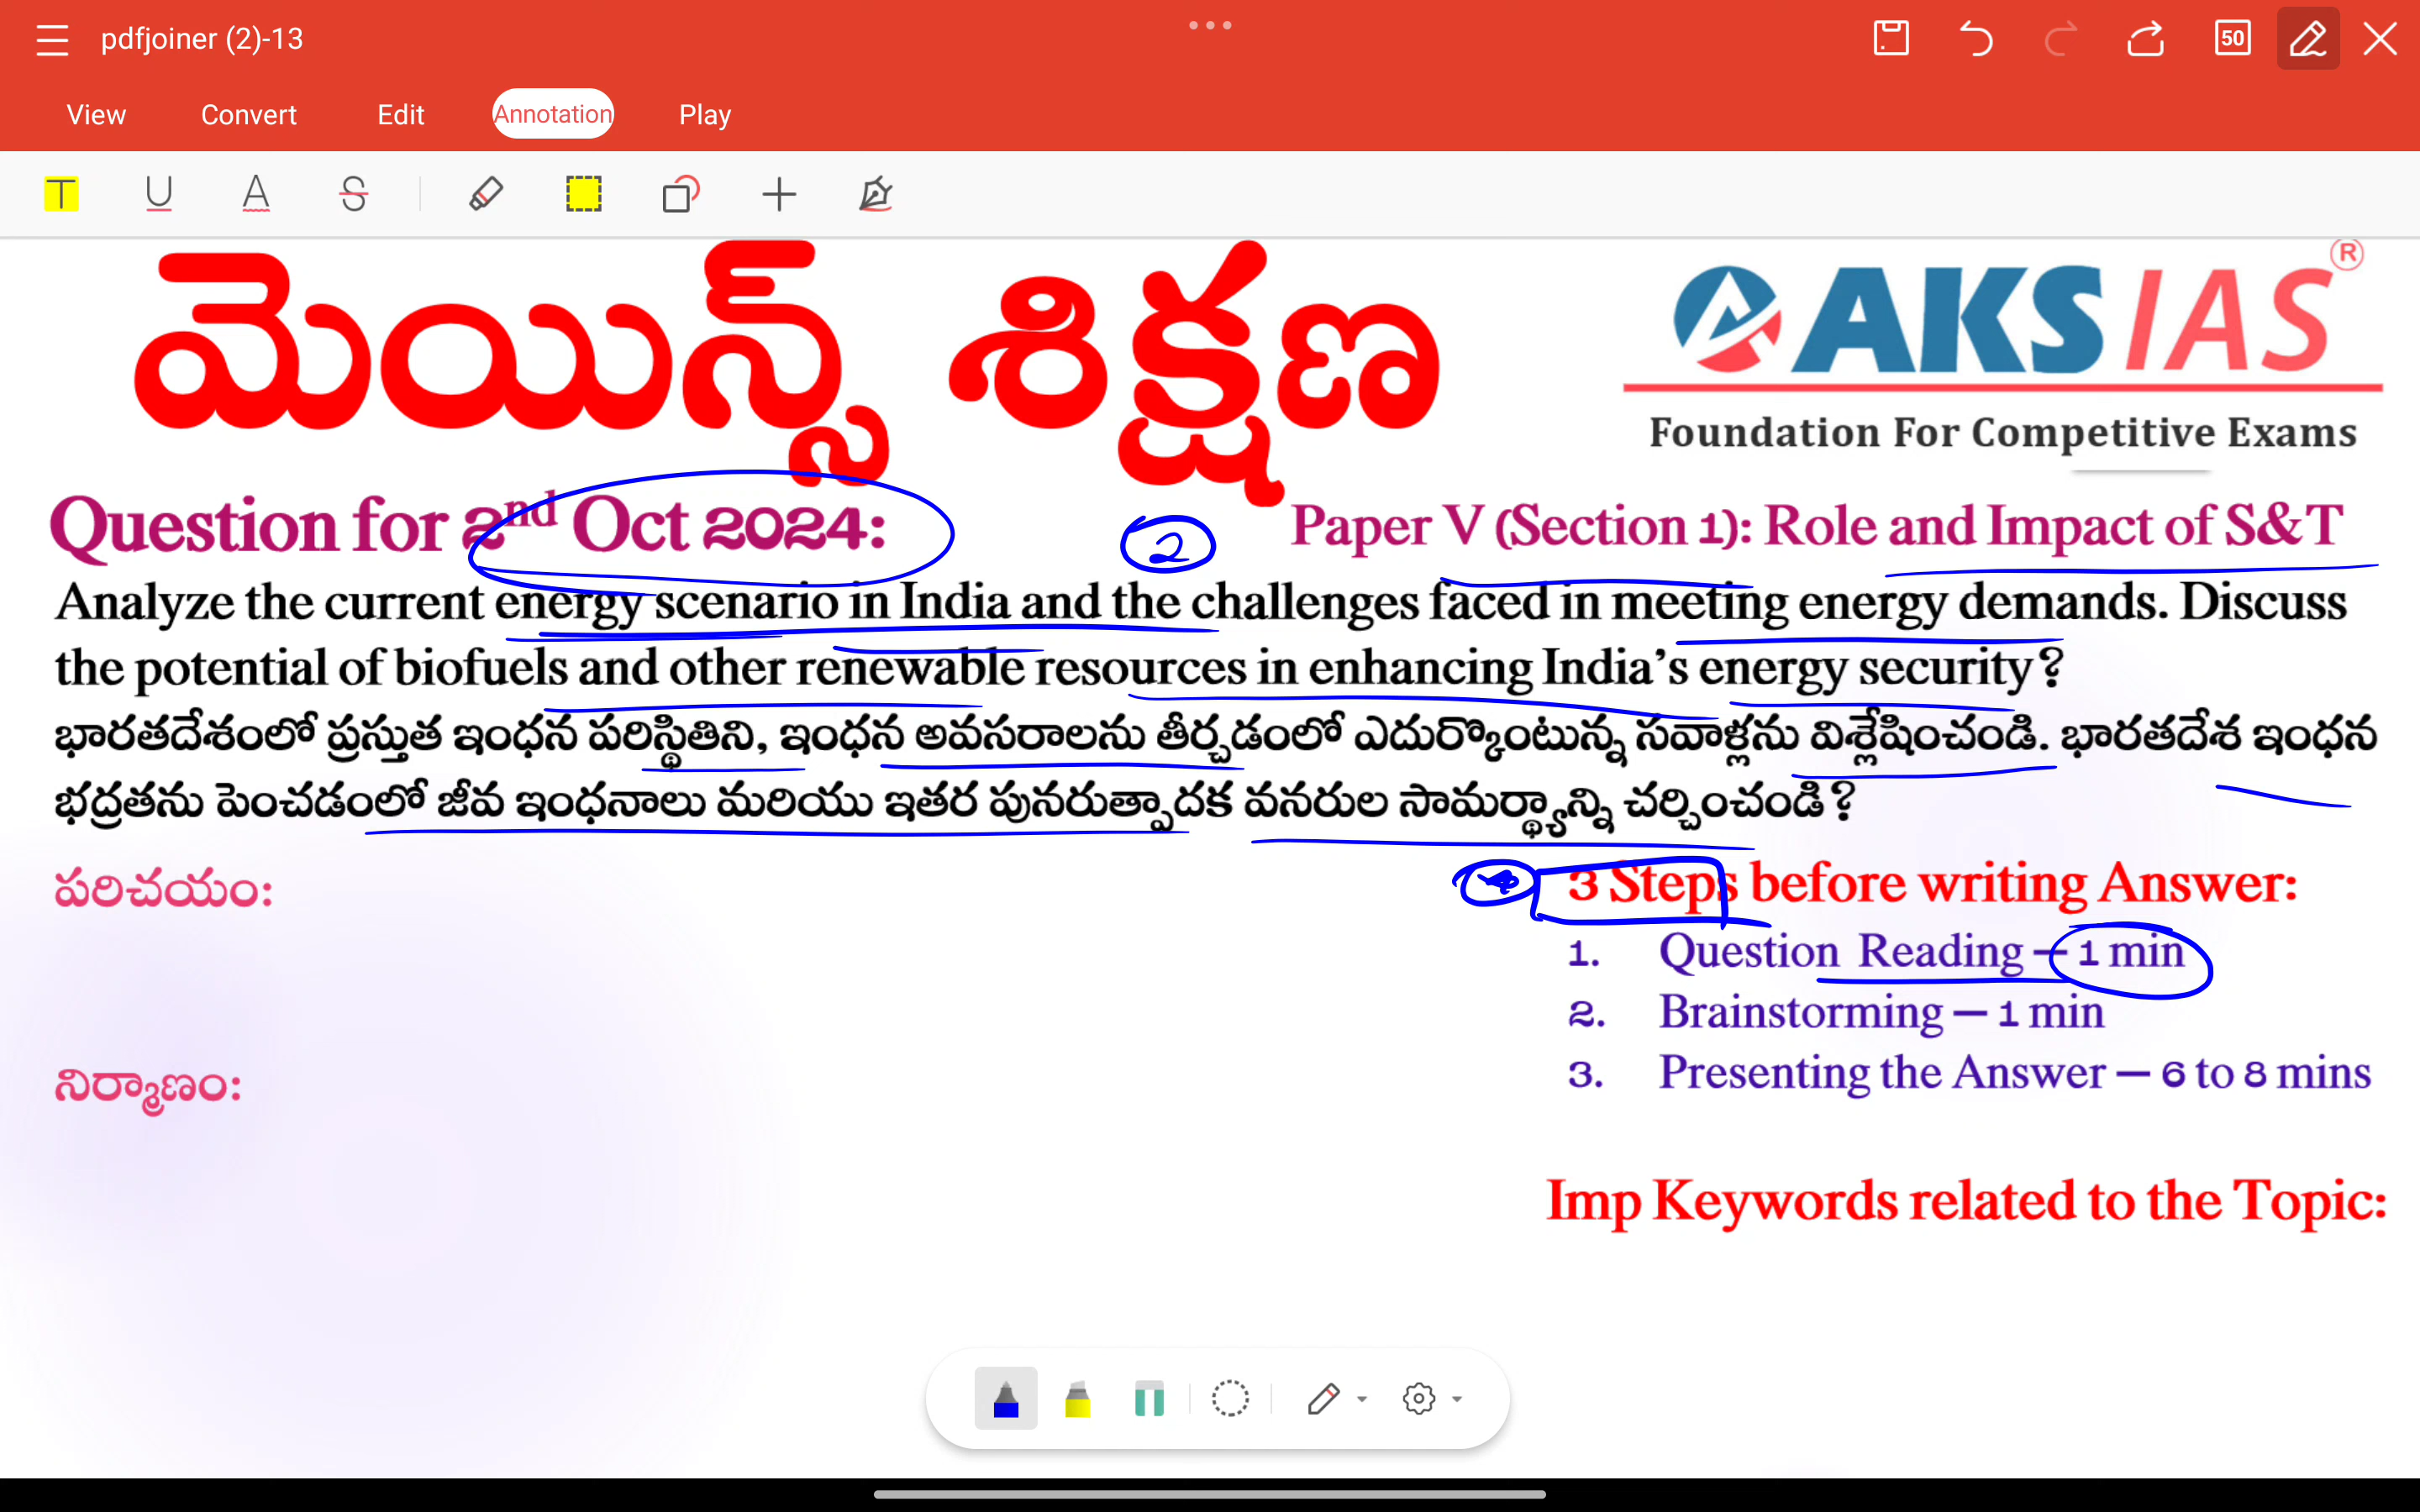 pdfjoiner (2)-13
50
View Convert Edit Annotation Play
T U A S
మెయిన్స్ శిక్షణ
AKS IAS ®
Foundation For Competitive Exams
Question for 2nd Oct 2024:
2
Paper V (Section 1): Role and Impact of S&T
Analyze the current energy scenario in India and the challenges faced in meeting energy demands. Discuss
the potential of biofuels and other renewable resources in enhancing India's energy security?
భారతదేశంలో ప్రస్తుత ఇంధన పరిస్థితిని, ఇంధన అవసరాలను తీర్చడంలో ఎదుర్కొంటున్న సవాళ్లను విశ్లేషించండి. భారతదేశ ఇంధన
భద్రతను పెంచడంలో జీవ ఇంధనాలు మరియు ఇతర పునరుత్పాదక వనరుల సామర్థ్యాన్ని చర్చించండి?
పరిచయం:
3 Steps before writing Answer:
1. Question Reading – 1 min
2. Brainstorming – 1 min
3. Presenting the Answer – 6 to 8 mins
నిర్మాణం:
Imp Keywords related to the Topic: